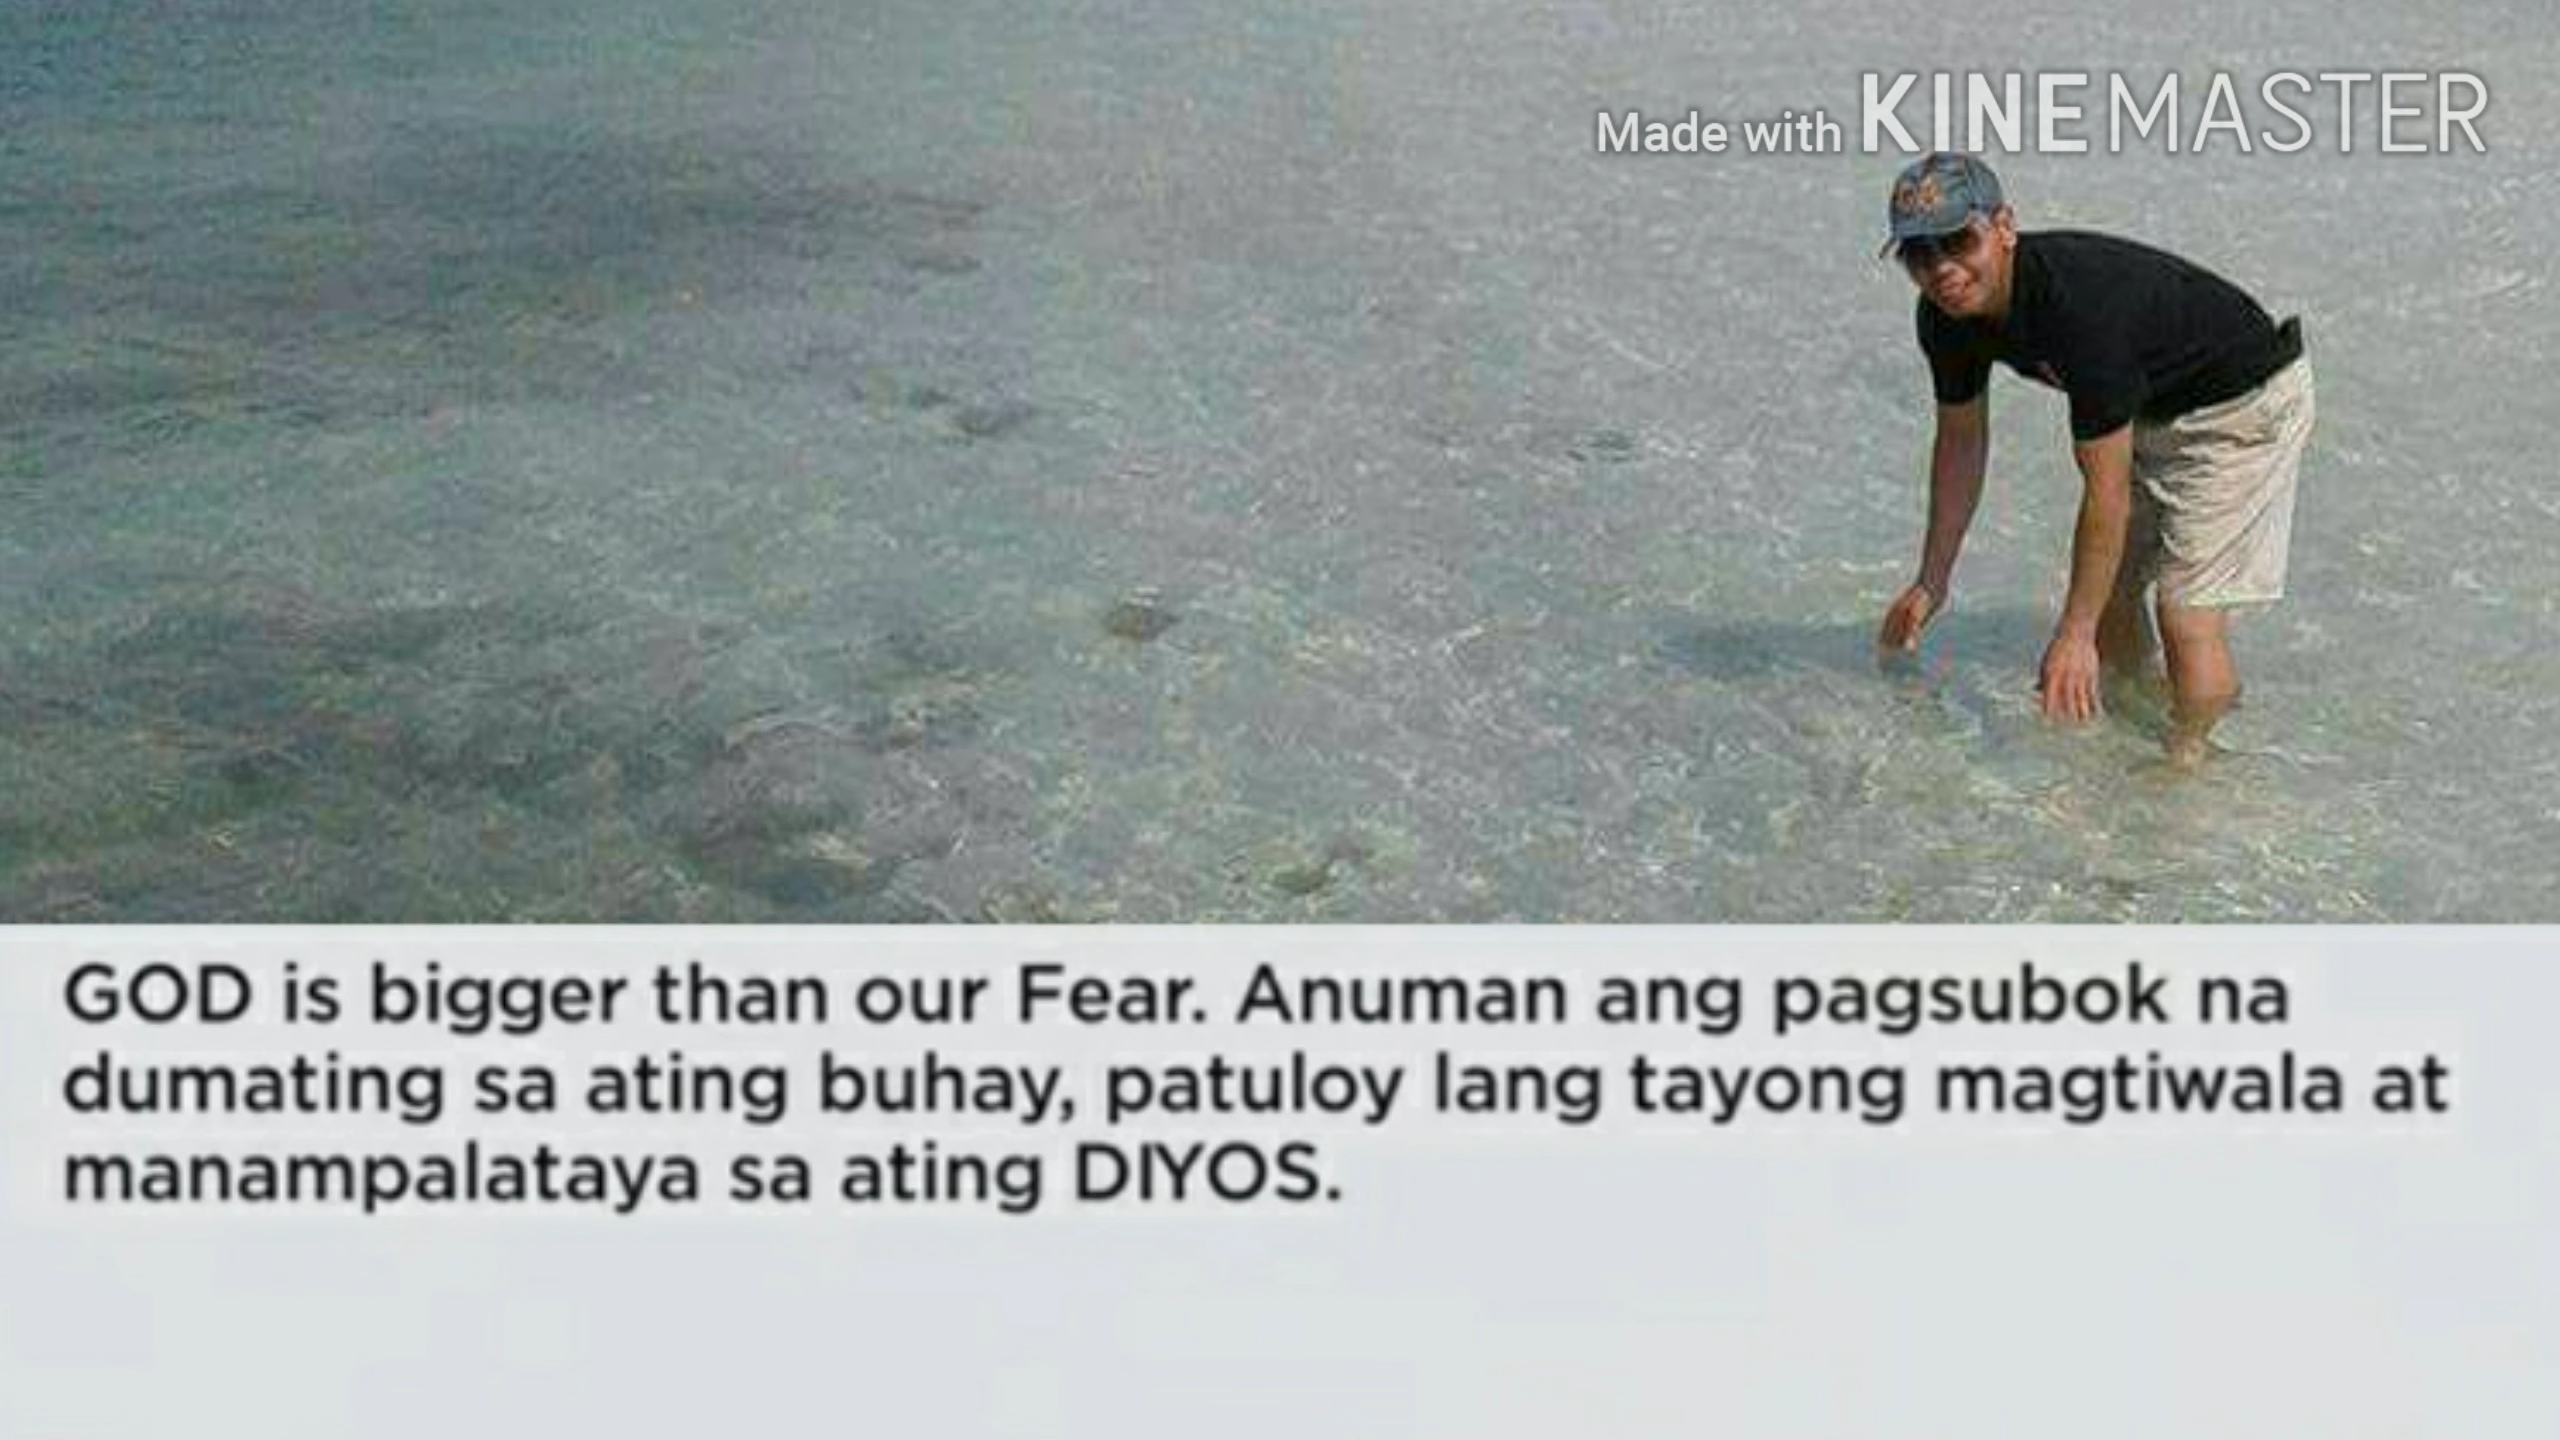 Made with KINEMASTER
GOD is bigger than our Fear. Anuman ang pagsubok na
dumating sa ating buhay, patuloy lang tayong magtiwala at
manampalataya sa ating DIYOS.